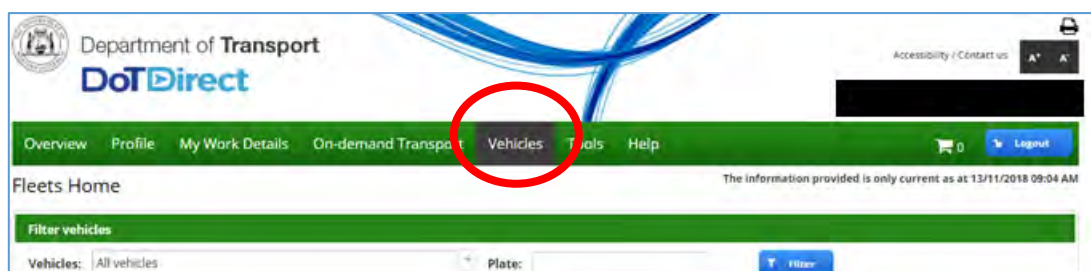 Department of Transport
DoTDirect
Accessibility / Contact us A+ A-
Overview Profile My Work Details On-demand Transport Vehicles Tools Help 0 Logout
Fleets Home
The information provided is only current as at 13/11/2018 09:04 AM
Filter vehicles
Vehicles: All vehicles Plate: Filter